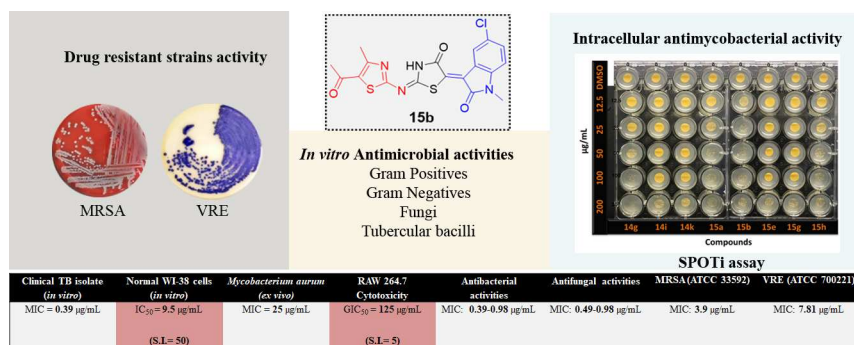 Drug resistant strains activity
MRSA
VRE
Cl
O
HN
N
S
N
S
O
O
N
15b
In vitro Antimicrobial activities
Gram Positives
Gram Negatives
Fungi
Tubercular bacilli
Intracellular antimycobacterial activity
µg/mL
DMSO
12.5
25
50
100
200
14g 14i 14k 15a 15b 15e 15g 15h
Compounds
SPOTi assay
Clinical TB isolate (in vitro)
MIC = 0.39 µg/mL
Normal WI-38 cells (in vitro)
IC50 = 9.5 µg/mL
(S.I.= 50)
Mycobacterium aurum (ex vivo)
MIC = 25 µg/mL
RAW 264.7 Cytotoxicity
GIC50 = 125 µg/mL
(S.I.= 5)
Antibacterial activities
MIC: 0.39-0.98 µg/mL
Antifungal activities
MIC: 0.49-0.98 µg/mL
MRSA (ATCC 33592)
MIC: 3.9 µg/mL
VRE (ATCC 700221)
MIC: 7.81 µg/mL